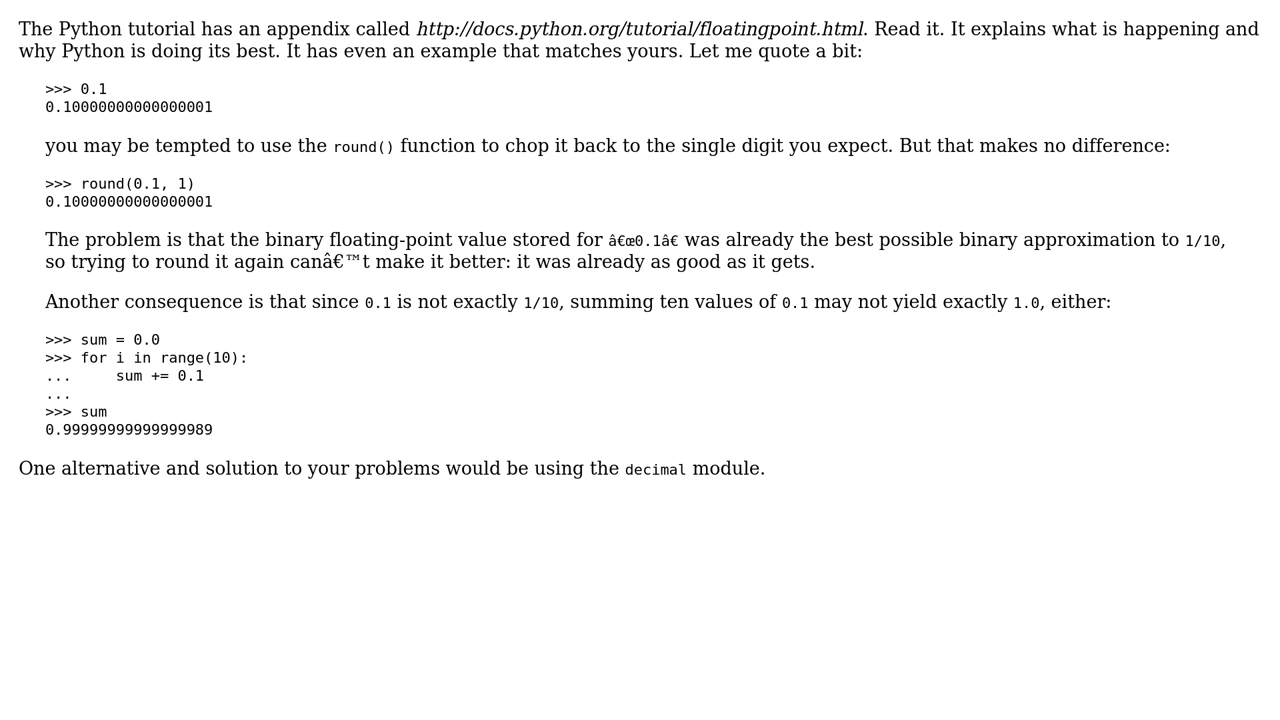 The Python tutorial has an appendix called http://docs.python.org/tutorial/floatingpoint.html. Read it. It explains what is happening and
why Python is doing its best. It has even an example that matches yours. Let me quote a bit:
>>> 0.1
0.10000000000000001
you may be tempted to use the round() function to chop it back to the single digit you expect. But that makes no difference:
>>> round(0.1, 1)
0.10000000000000001
The problem is that the binary floating-point value stored for â€œ0.1â€ was already the best possible binary approximation to 1/10,
so trying to round it again canâ€™t make it better: it was already as good as it gets.
Another consequence is that since 0.1 is not exactly 1/10, summing ten values of 0.1 may not yield exactly 1.0, either:
>>> sum = 0.0
>>> for i in range(10):
...     sum += 0.1
...
>>> sum
0.99999999999999989
One alternative and solution to your problems would be using the decimal module.